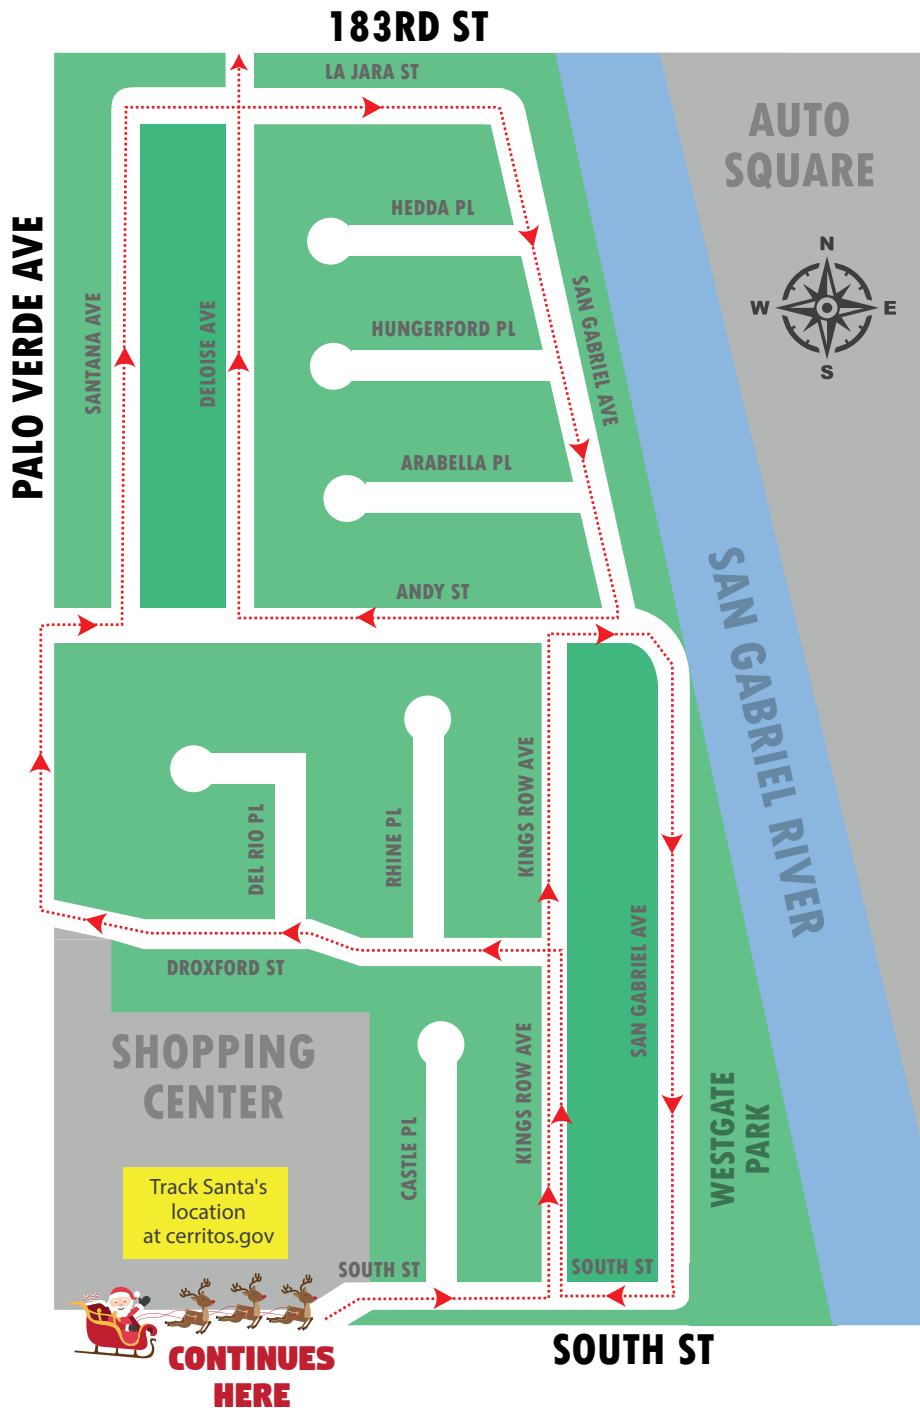 183RD ST
LA JARA ST
AUTO
SQUARE
HEDDA PL
PALO VERDE AVE
N
W
E
S
SANTANA AVE
DELOISE AVE
SAN GABRIEL AVE
HUNGERFORD PL
ARABELLA PL
ANDY ST
SAN GABRIEL RIVER
KINGS ROW AVE
DEL RIO PL
RHINE PL
SAN GABRIEL AVE
DROXFORD ST
SHOPPING
CENTER
KINGS ROW AVE
CASTLE PL
WESTGATE
PARK
Track Santa's
location
at cerritos.gov
SOUTH ST
SOUTH ST
CONTINUES
HERE
SOUTH ST